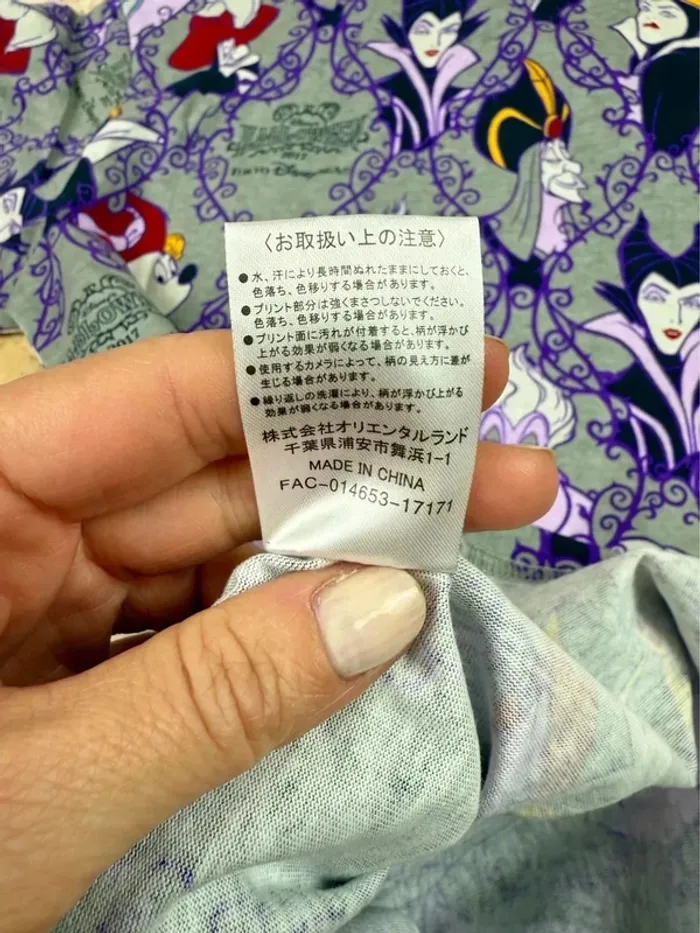 HALLOWEEN
2017
TOKYO DISNEY RESORT
〈お取扱い上の注意〉
●水、汗により長時間ぬれたままにしておくと、
色落ち、色移りする場合があります。
●プリント部分は強くまさつしないでください。
色落ち、色移りする場合があります。
●プリント面に汚れが付着すると、柄が浮かび
上がる効果が弱くなる場合があります。
●使用するカメラによって、柄の見え方に差が
生じる場合があります。
●繰り返しの洗濯により、柄が浮かび上がる
効果が弱くなる場合があります。
株式会社オリエンタルランド
千葉県浦安市舞浜1-1
MADE IN CHINA
FAC-014653-17171
2017